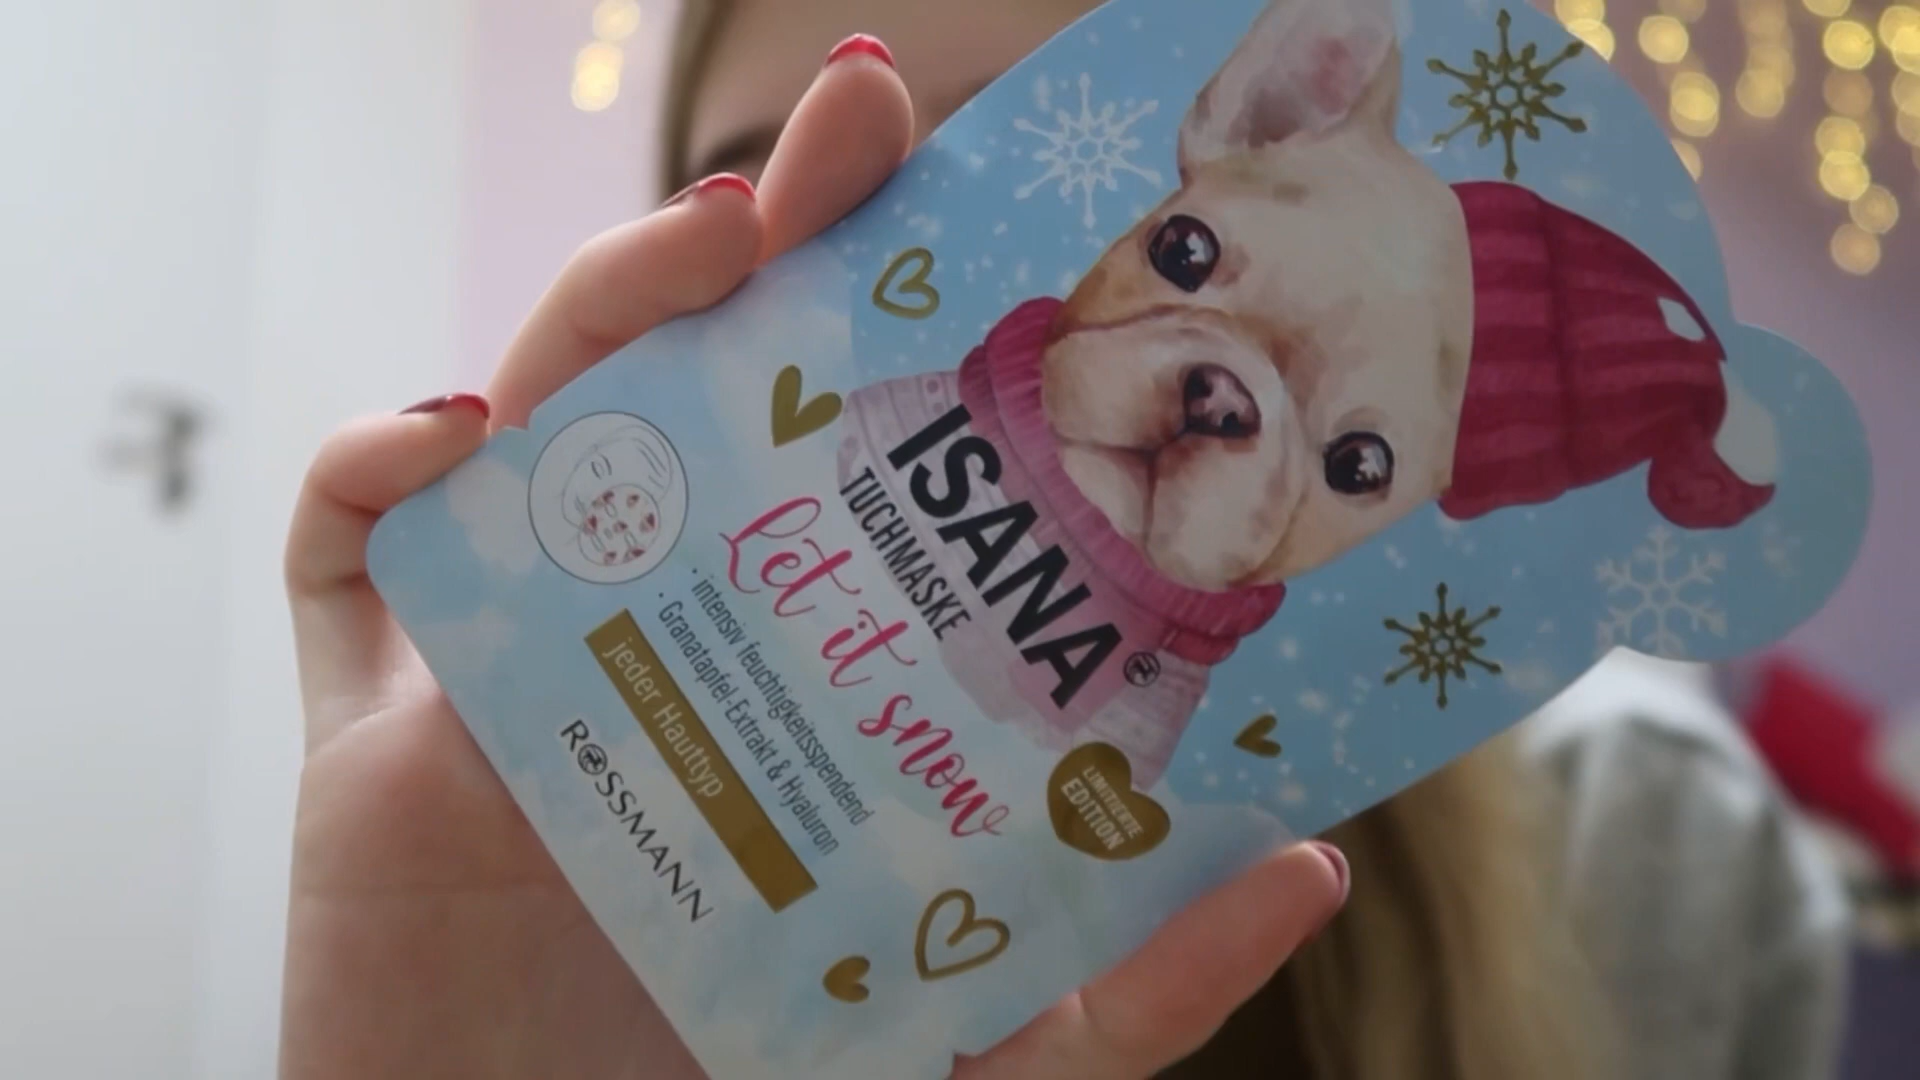 ISANA
TUCHMASKE
Let it snow
· intensiv feuchtigkeitsspendend
· Granatapfel-Extrakt & Hyaluron
jeder Hauttyp
ROSSMANN
LIMITIERTE
EDITION